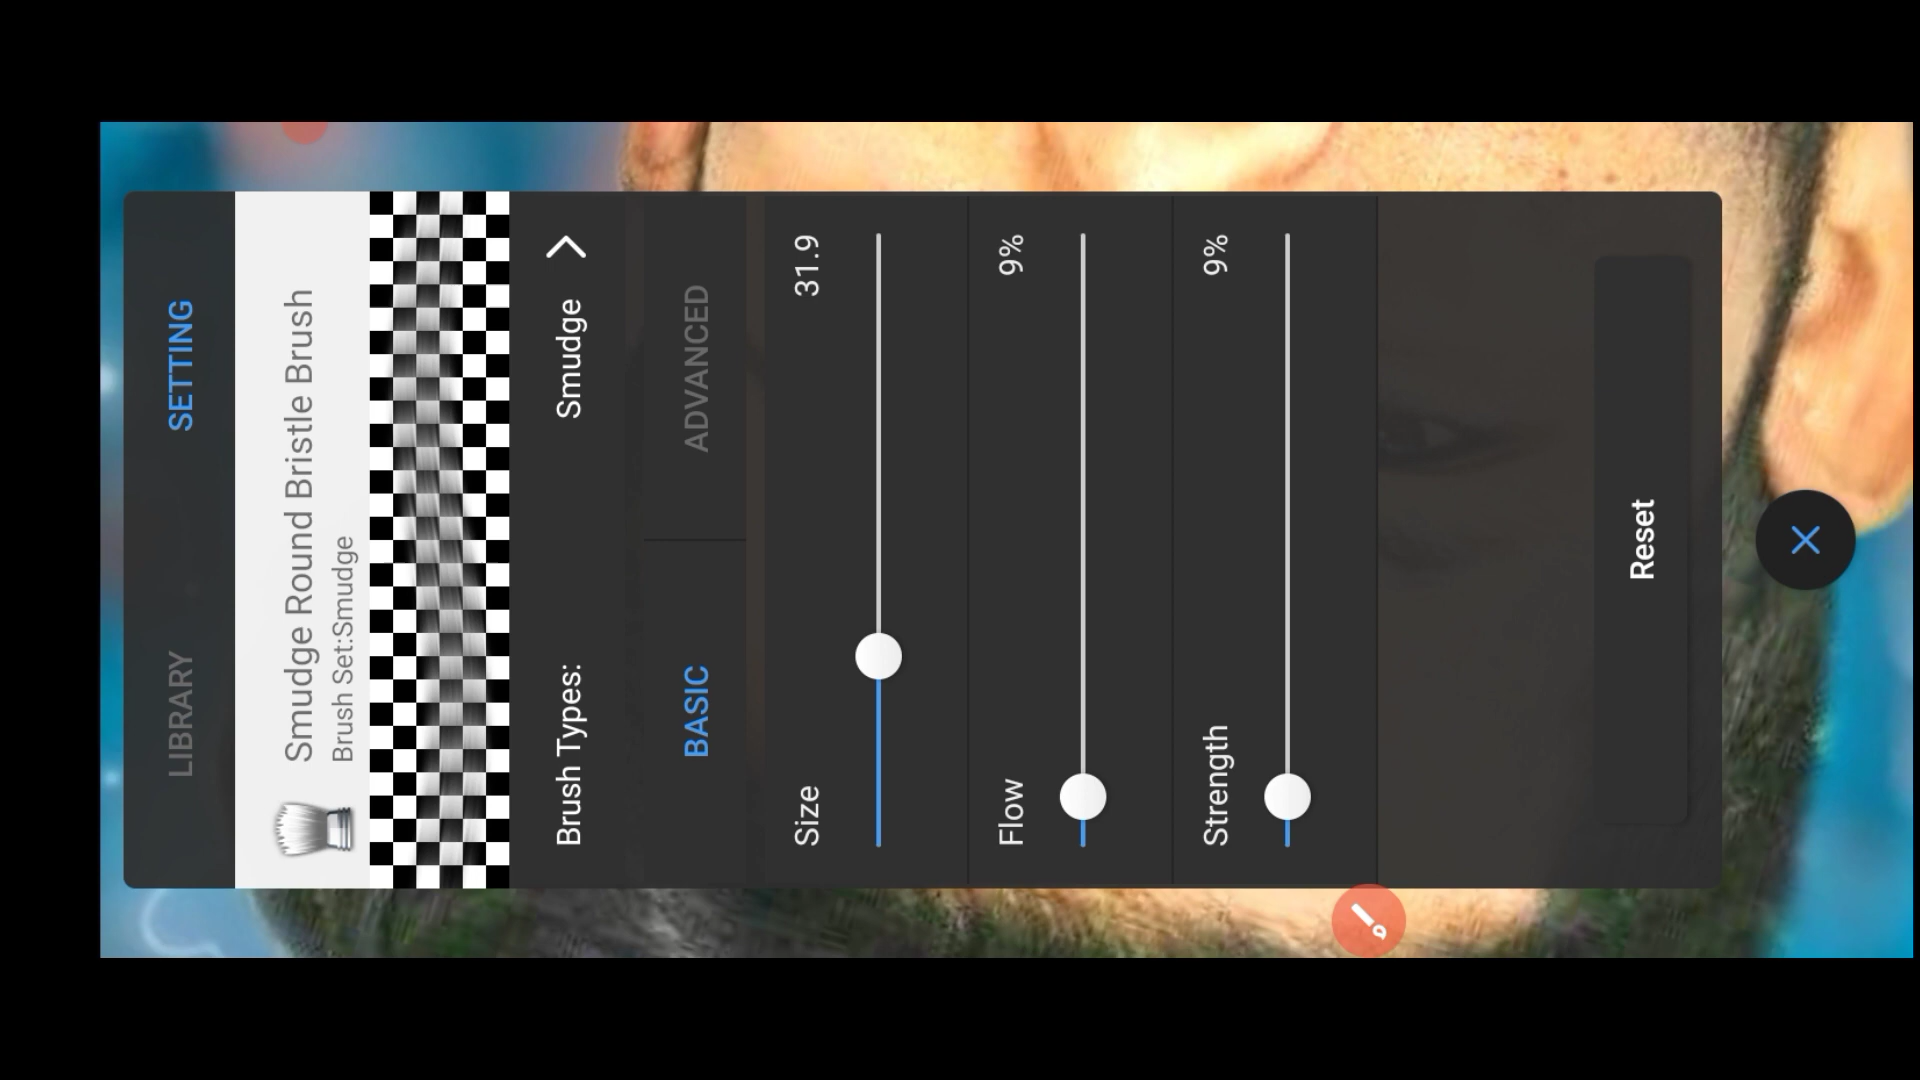 LIBRARY
SETTING
Smudge Round Bristle Brush
Brush Set:Smudge
Brush Types:
Smudge
BASIC
ADVANCED
Size
31.9
Flow
9%
Strength
9%
Reset